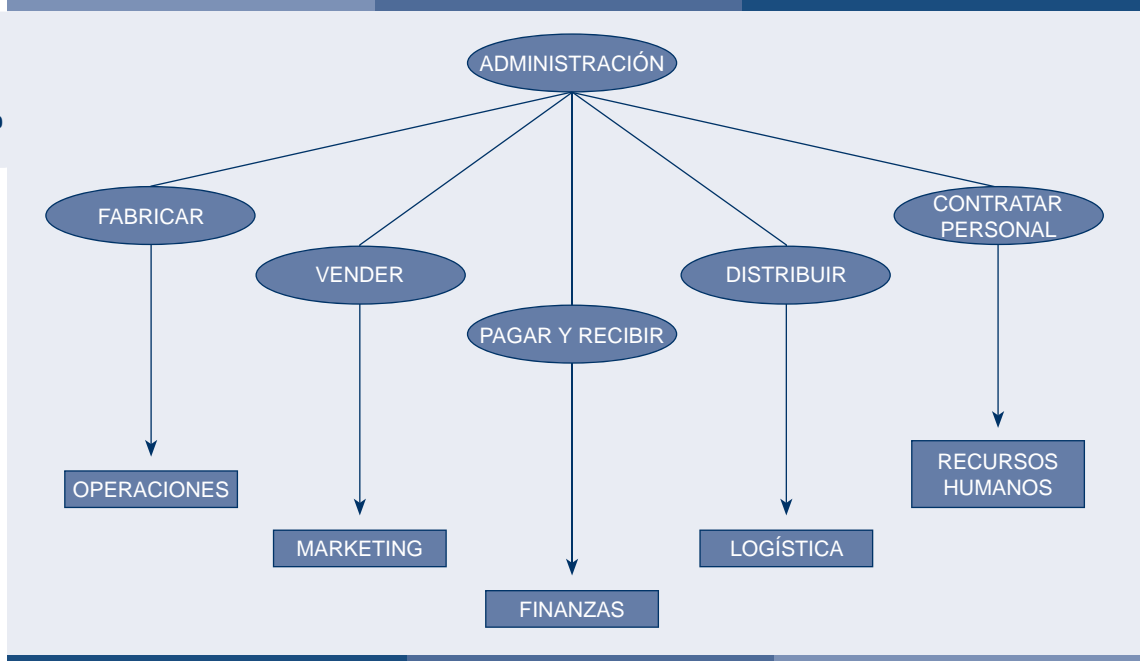 ADMINISTRACIÓN
FABRICAR
CONTRATAR
PERSONAL
VENDER
DISTRIBUIR
PAGAR Y RECIBIR
OPERACIONES
RECURSOS
HUMANOS
MARKETING
LOGÍSTICA
FINANZAS